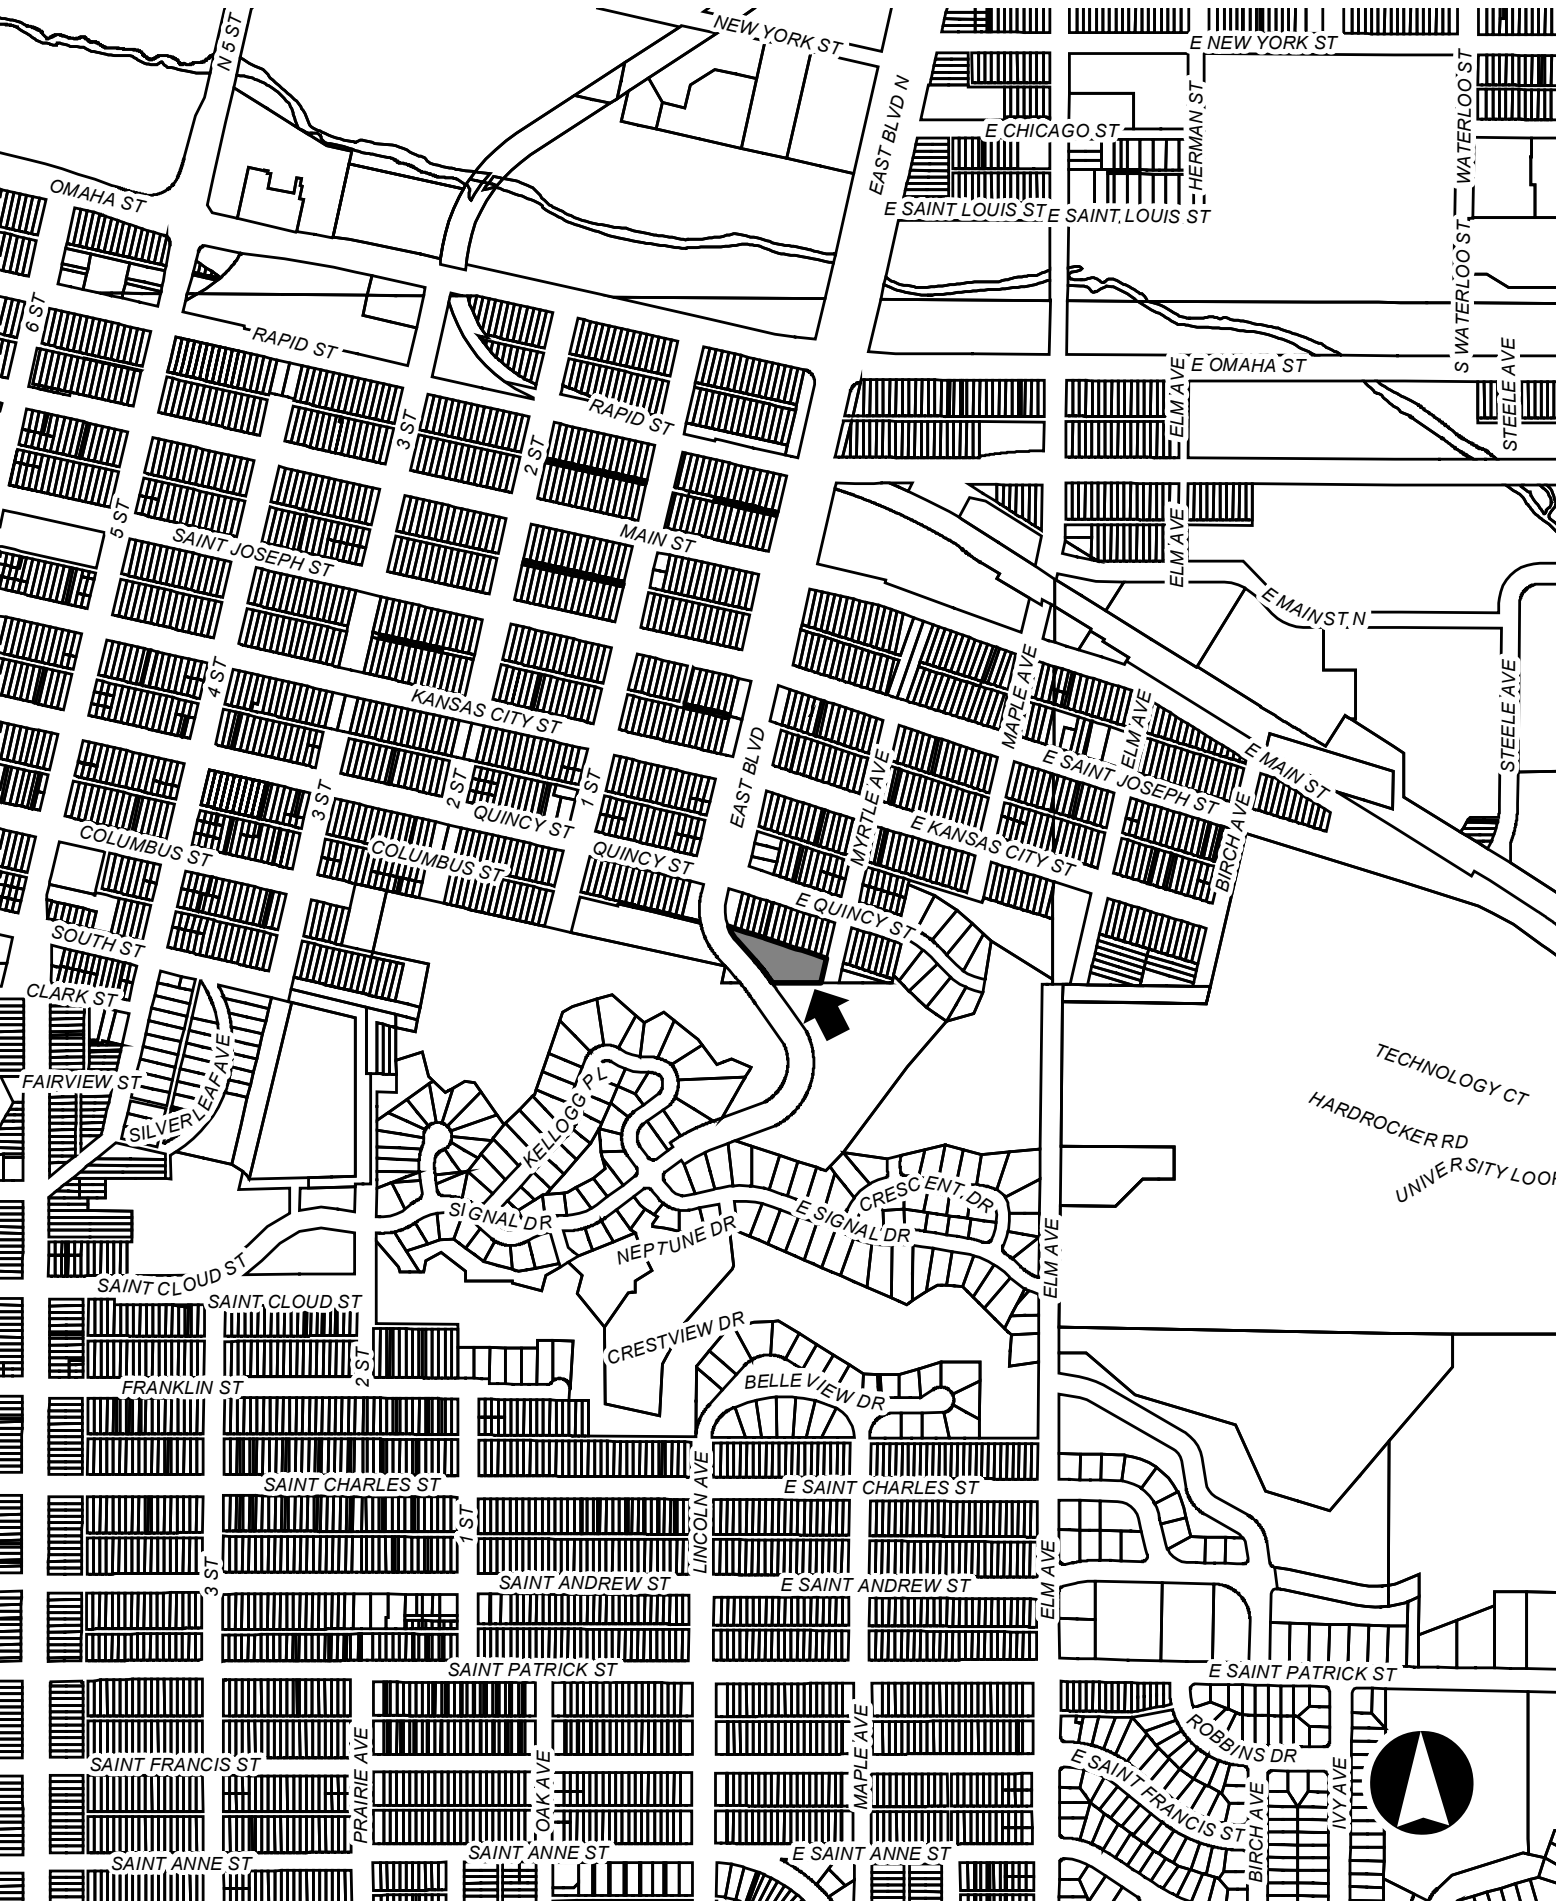 N 5 ST
NEW YORK ST
E NEW YORK ST
EAST BLVD N
HERMAN ST
WATERLOO ST
E CHICAGO ST
OMAHA ST
E SAINT LOUIS ST
E SAINT LOUIS ST
S WATERLOO ST
6 ST
RAPID ST
E OMAHA ST
STEELE AVE
ELM AVE
RAPID ST
3 ST
2 ST
5 ST
SAINT JOSEPH ST
MAIN ST
ELM AVE
E MAIN ST N
4 ST
KANSAS CITY ST
MAPLE AVE
ELM AVE
STEELE AVE
EAST BLVD
MYRTLE AVE
E SAINT JOSEPH ST
E MAIN ST
3 ST
2 ST
1 ST
QUINCY ST
COLUMBUS ST
COLUMBUS ST
QUINCY ST
E KANSAS CITY ST
BIRCH AVE
E QUINCY ST
SOUTH ST
CLARK ST
FAIRVIEW ST
SILVERLEAF AVE
KELLOGG PL
TECHNOLOGY CT
HARDROCKER RD
UNIVERSITY LOOP
SIGNAL DR
NEPTUNE DR
E SIGNAL DR
CRESCENT DR
ELM AVE
SAINT CLOUD ST
SAINT CLOUD ST
CRESTVIEW DR
2 ST
FRANKLIN ST
BELLEVIEW DR
SAINT CHARLES ST
E SAINT CHARLES ST
1 ST
LINCOLN AVE
3 ST
SAINT ANDREW ST
E SAINT ANDREW ST
ELM AVE
SAINT PATRICK ST
E SAINT PATRICK ST
PRAIRIE AVE
OAK AVE
MAPLE AVE
SAINT FRANCIS ST
ROBBINS DR
E SAINT FRANCIS ST
BIRCH AVE
IVY AVE
SAINT ANNE ST
SAINT ANNE ST
E SAINT ANNE ST